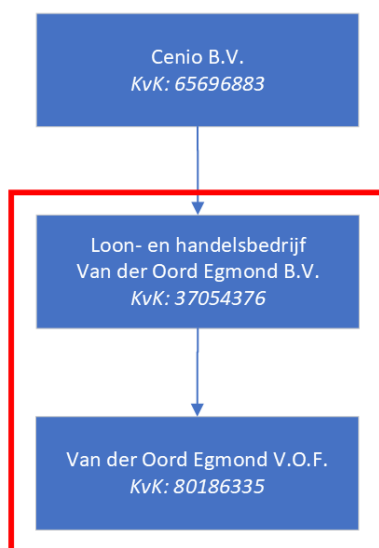 Cenio B.V.
KvK: 65696883
Loon- en handelsbedrijf
Van der Oord Egmond B.V.
KvK: 37054376
Van der Oord Egmond V.O.F.
KvK: 80186335